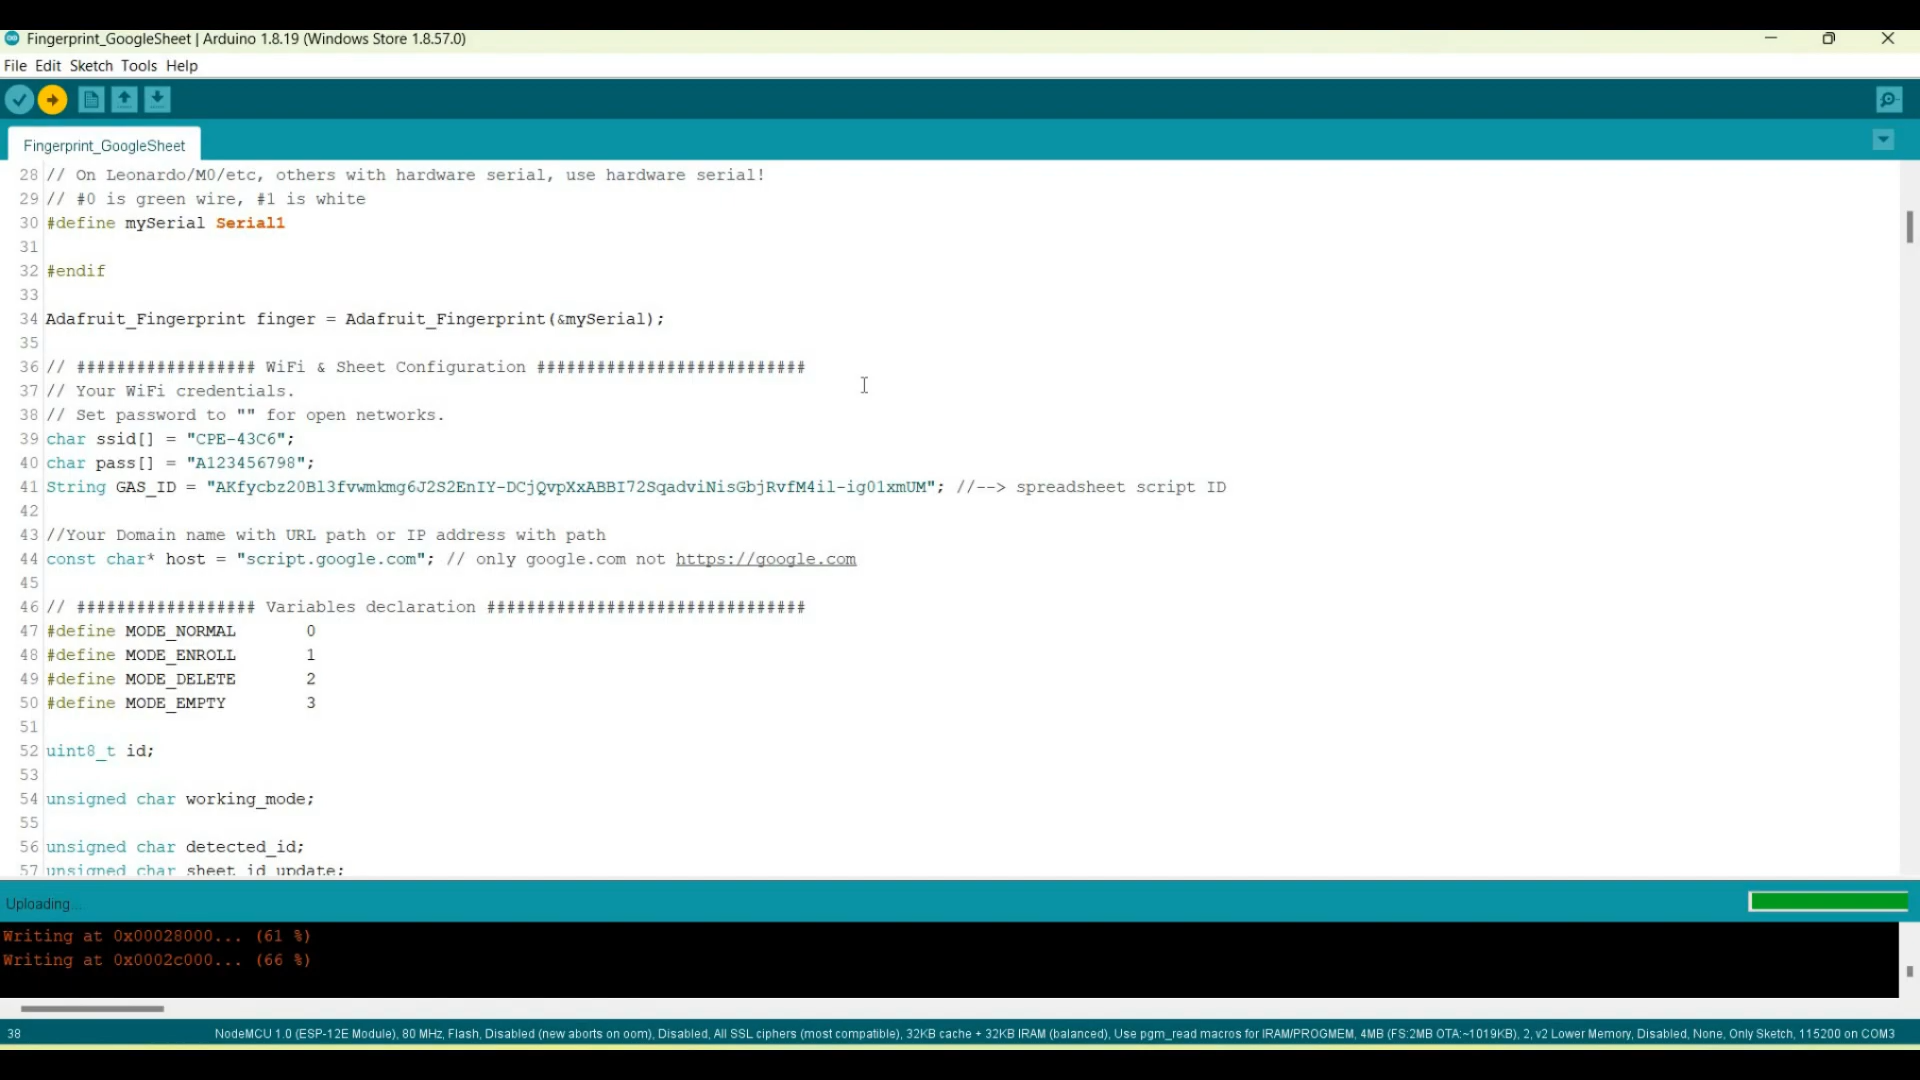 Fingerprint_GoogleSheet | Arduino 1.8.19 (Windows Store 1.8.57.0)
File Edit Sketch Tools Help
Fingerprint_GoogleSheet
28 // On Leonardo/M0/etc, others with hardware serial, use hardware serial!
29 // #0 is green wire, #1 is white
30 #define mySerial Serial1
31
32 #endif
33
34 Adafruit_Fingerprint finger = Adafruit_Fingerprint(&mySerial);
35
36 // ################## WiFi & Sheet Configuration ###########################
37 // Your WiFi credentials.
38 // Set password to "" for open networks.
39 char ssid[] = "CPE-43C6";
40 char pass[] = "A123456798";
41 String GAS_ID = "AKfycbz20Bl3fvwmkmg6J2S2EnIY-DCjQvpXxABBI72SqadviNisGbjRvfM4il-ig01xmUM"; //--> spreadsheet script ID
42
43 //Your Domain name with URL path or IP address with path
44 const char* host = "script.google.com"; // only google.com not https://google.com
45
46 // ################## Variables declaration ################################
47 #define MODE_NORMAL 0
48 #define MODE_ENROLL 1
49 #define MODE_DELETE 2
50 #define MODE_EMPTY 3
51
52 uint8_t id;
53
54 unsigned char working_mode;
55
56 unsigned char detected_id;
57 unsigned char sheet_id_update;
Uploading...
Writing at 0x00028000... (61 %)
Writing at 0x0002c000... (66 %)
38 NodeMCU 1.0 (ESP-12E Module), 80 MHz, Flash, Disabled (new aborts on oom), Disabled, All SSL ciphers (most compatible), 32KB cache + 32KB IRAM (balanced), Use pgm_read macros for IRAM/PROGMEM, 4MB (FS:2MB OTA:~1019KB), 2, v2 Lower Memory, Disabled, None, Only Sketch, 115200 on COM3